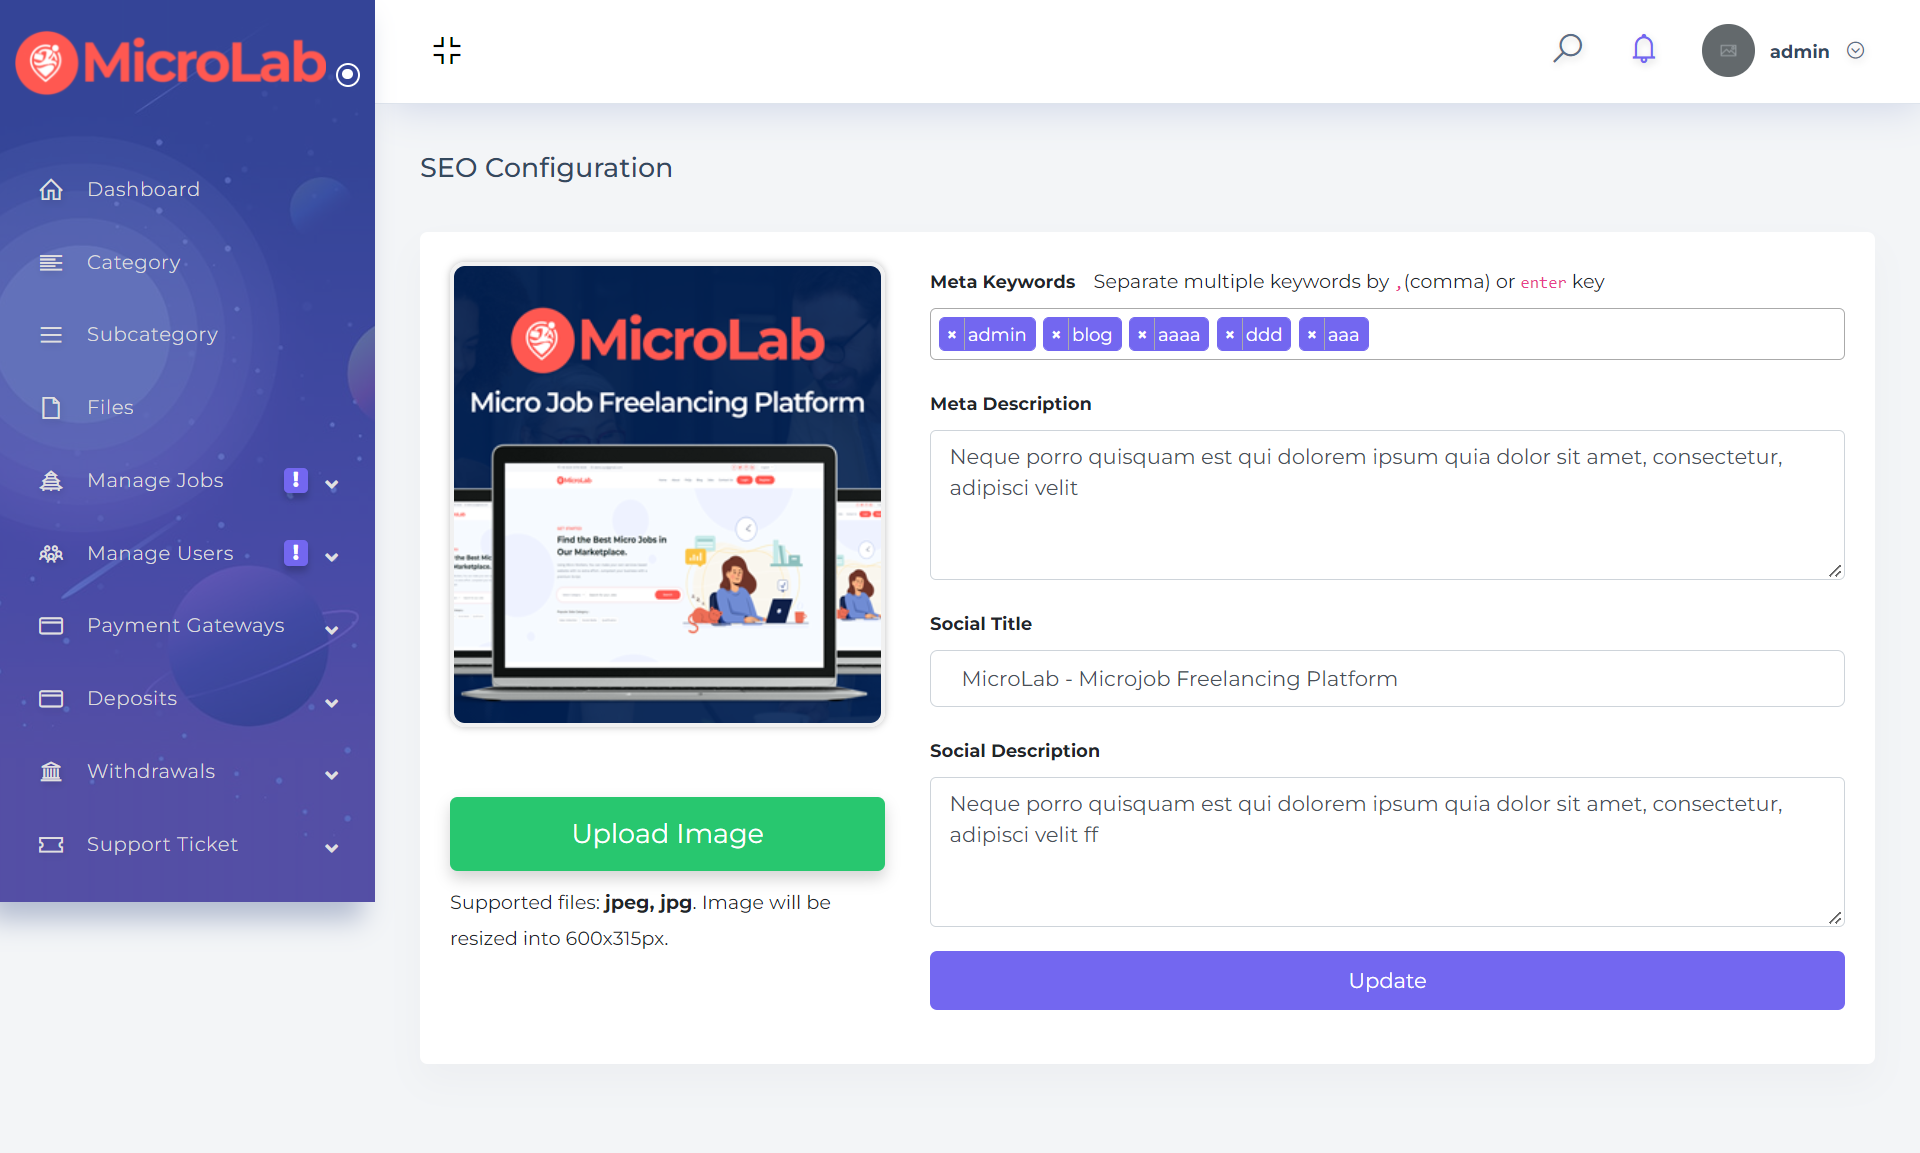 MicroLab
admin
Dashboard
Category
Subcategory
Files
Manage Jobs
Manage Users
Payment Gateways
Deposits
Withdrawals
Support Ticket
SEO Configuration
MicroLab
Micro Job Freelancing Platform
MicroLab
GET STARTED
Find the Best Micro Jobs in
Our Marketplace.
Upload Image
Supported files: jpeg, jpg. Image will be
resized into 600x315px.
Meta Keywords Separate multiple keywords by ,(comma) or enter key
× admin × blog × aaaa × ddd × aaa
Meta Description
Neque porro quisquam est qui dolorem ipsum quia dolor sit amet, consectetur,
adipisci velit
Social Title
MicroLab - Microjob Freelancing Platform
Social Description
Neque porro quisquam est qui dolorem ipsum quia dolor sit amet, consectetur,
adipisci velit ff
Update